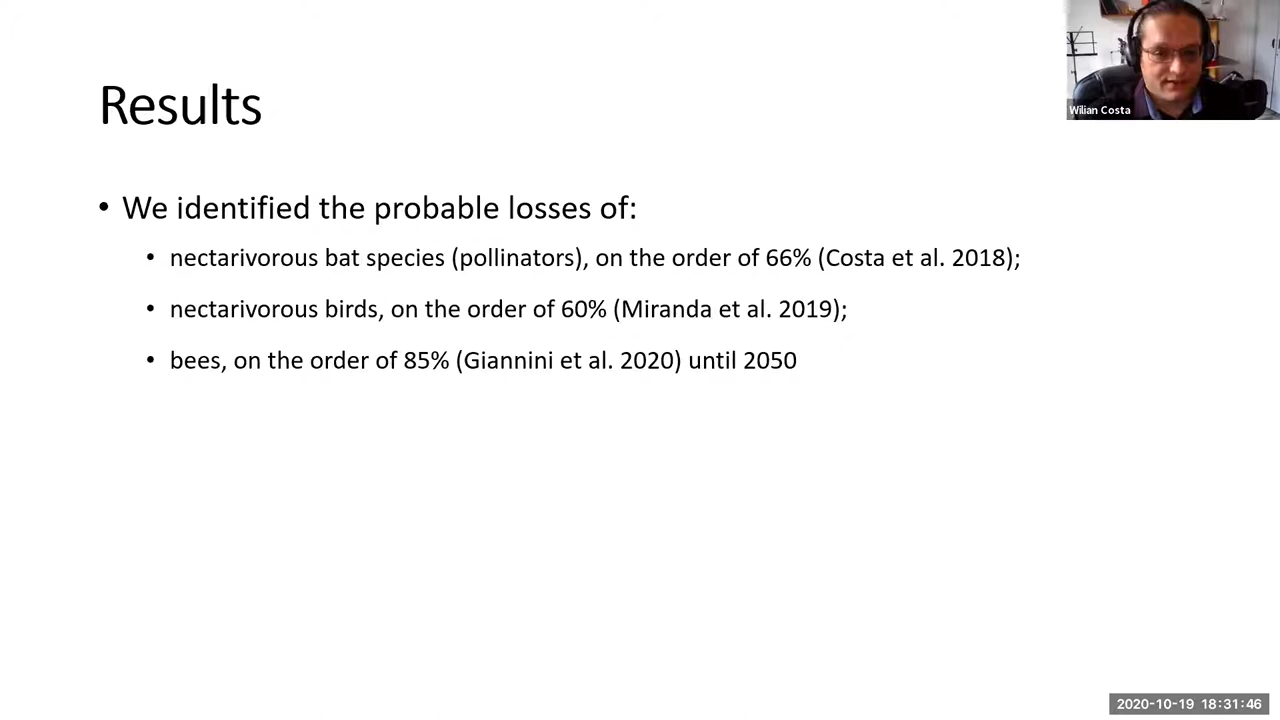 Wilian Costa
Results
• We identified the probable losses of:
• nectarivorous bat species (pollinators), on the order of 66% (Costa et al. 2018);
• nectarivorous birds, on the order of 60% (Miranda et al. 2019);
• bees, on the order of 85% (Giannini et al. 2020) until 2050
2020-10-19 18:31:46